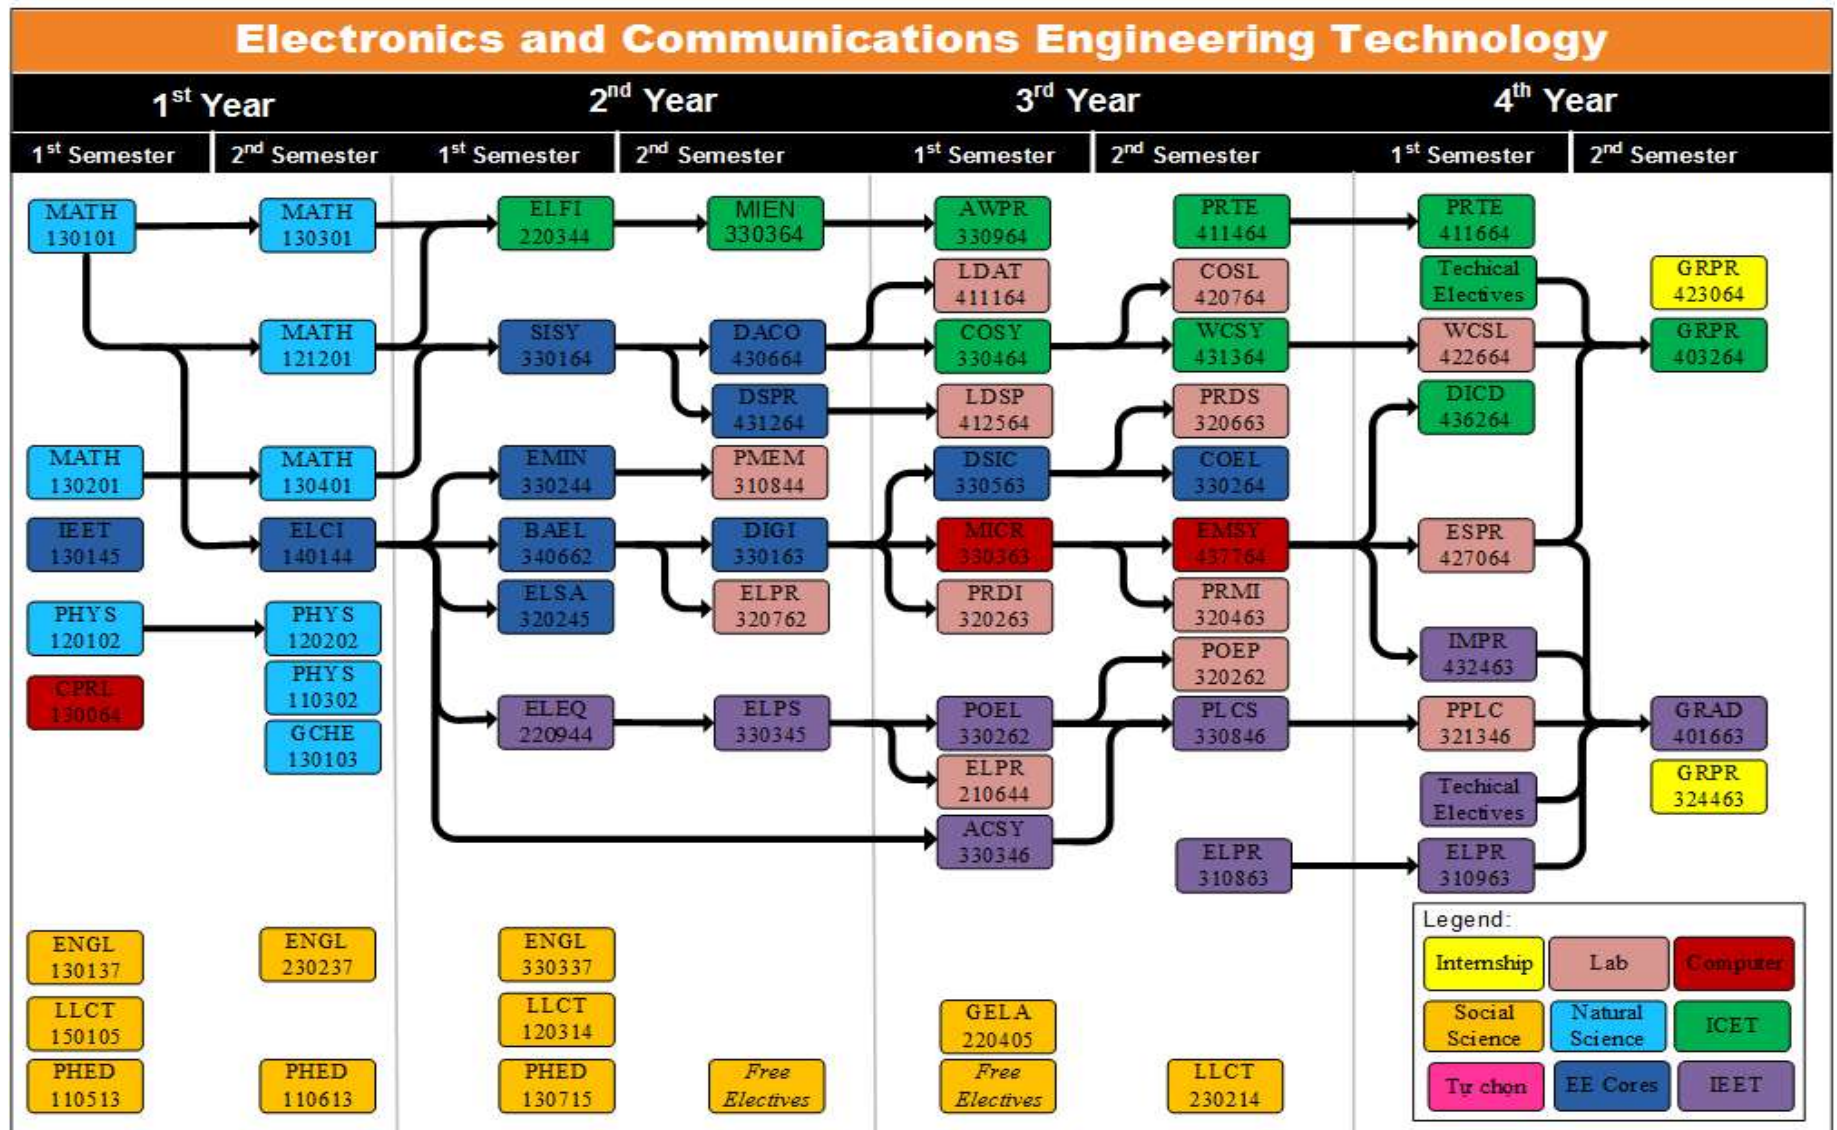 Electronics and Communications Engineering Technology
1st Year
2nd Year
3rd Year
4th Year
1st Semester
2nd Semester
1st Semester
2nd Semester
1st Semester
2nd Semester
1st Semester
2nd Semester
MATH
130101
MATH
130201
IEET
130145
PHYS
120102
CPRL
130064
ENGL
130137
LLCT
150105
PHED
110513
MATH
130301
MATH
121201
MATH
130401
ELCI
140144
PHYS
120202
PHYS
110302
GCHE
130103
ENGL
230237
PHED
110613
ELFI
220344
SISY
330164
EMIN
330244
BAEL
340662
ELSA
320245
ELEQ
220944
ENGL
330337
LLCT
120314
PHED
130715
MIEN
330364
DACO
430664
DSPR
431264
PMEM
310844
DIGI
330163
ELPR
320762
ELPS
330345
Free
Electives
AWPR
330964
LDAT
411164
COSY
330464
LDSP
412564
DSIC
330563
MICR
330363
PRDI
320263
POEL
330262
ELPR
210644
ACSY
330346
GELA
220405
Free
Electives
PRTE
411464
COSL
420764
WCSY
431364
PRDS
320663
COEL
330264
EMSY
437764
PRMI
320463
POEP
320262
PLCS
330846
ELPR
310863
LLCT
230214
PRTE
411664
Techical
Electives
WCSL
422664
DICD
436264
ESPR
427064
IMPR
432463
PPLC
321346
Techical
Electives
ELPR
310963
GRPR
423064
GRPR
403264
GRAD
401663
GRPR
324463
Legend:
Internship
Lab
Computer
Social
Science
Natural
Science
ICET
Tự chọn
EE Cores
IEET